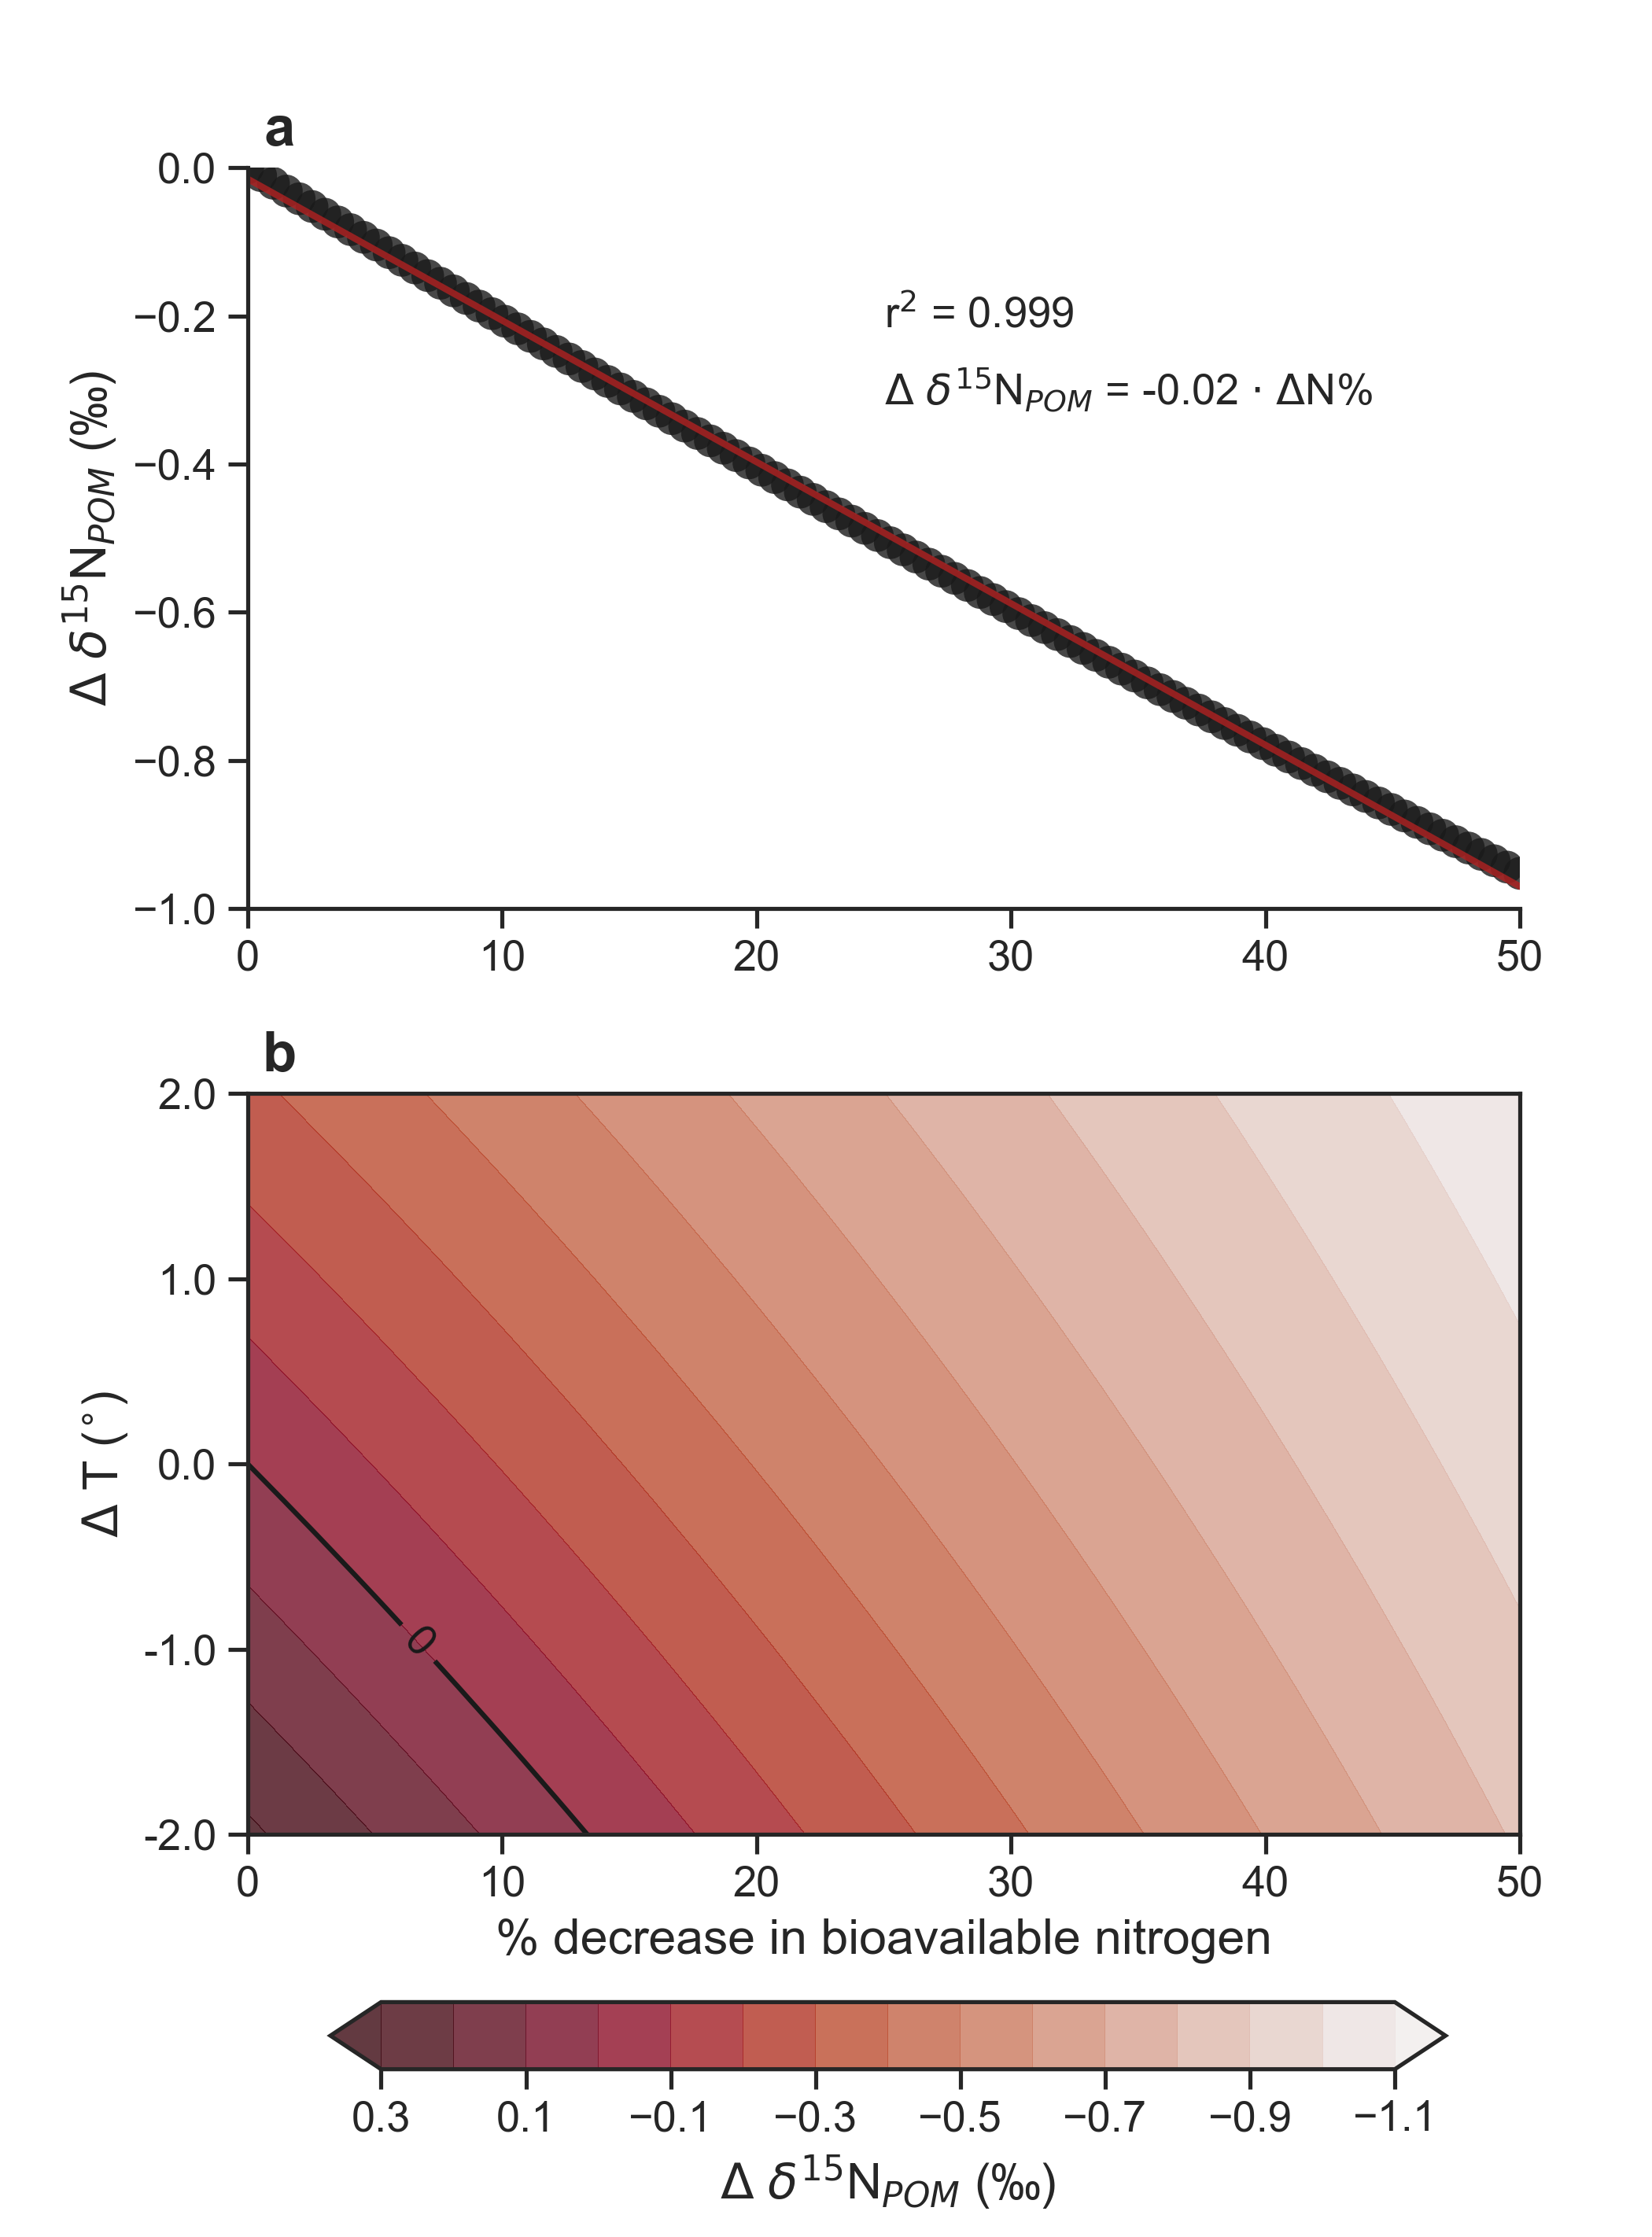 a
0.0
−0.2
−0.4
−0.6
−0.8
−1.0
Δ δ¹⁵N_POM (‰)
r² = 0.999
Δ δ¹⁵N_POM = -0.02 · ΔN%
0 10 20 30 40 50
b
2.0
1.0
0.0
-1.0
-2.0
Δ T (°)
0
0 10 20 30 40 50
% decrease in bioavailable nitrogen
0.3 0.1 −0.1 −0.3 −0.5 −0.7 −0.9 −1.1
Δ δ¹⁵N_POM (‰)